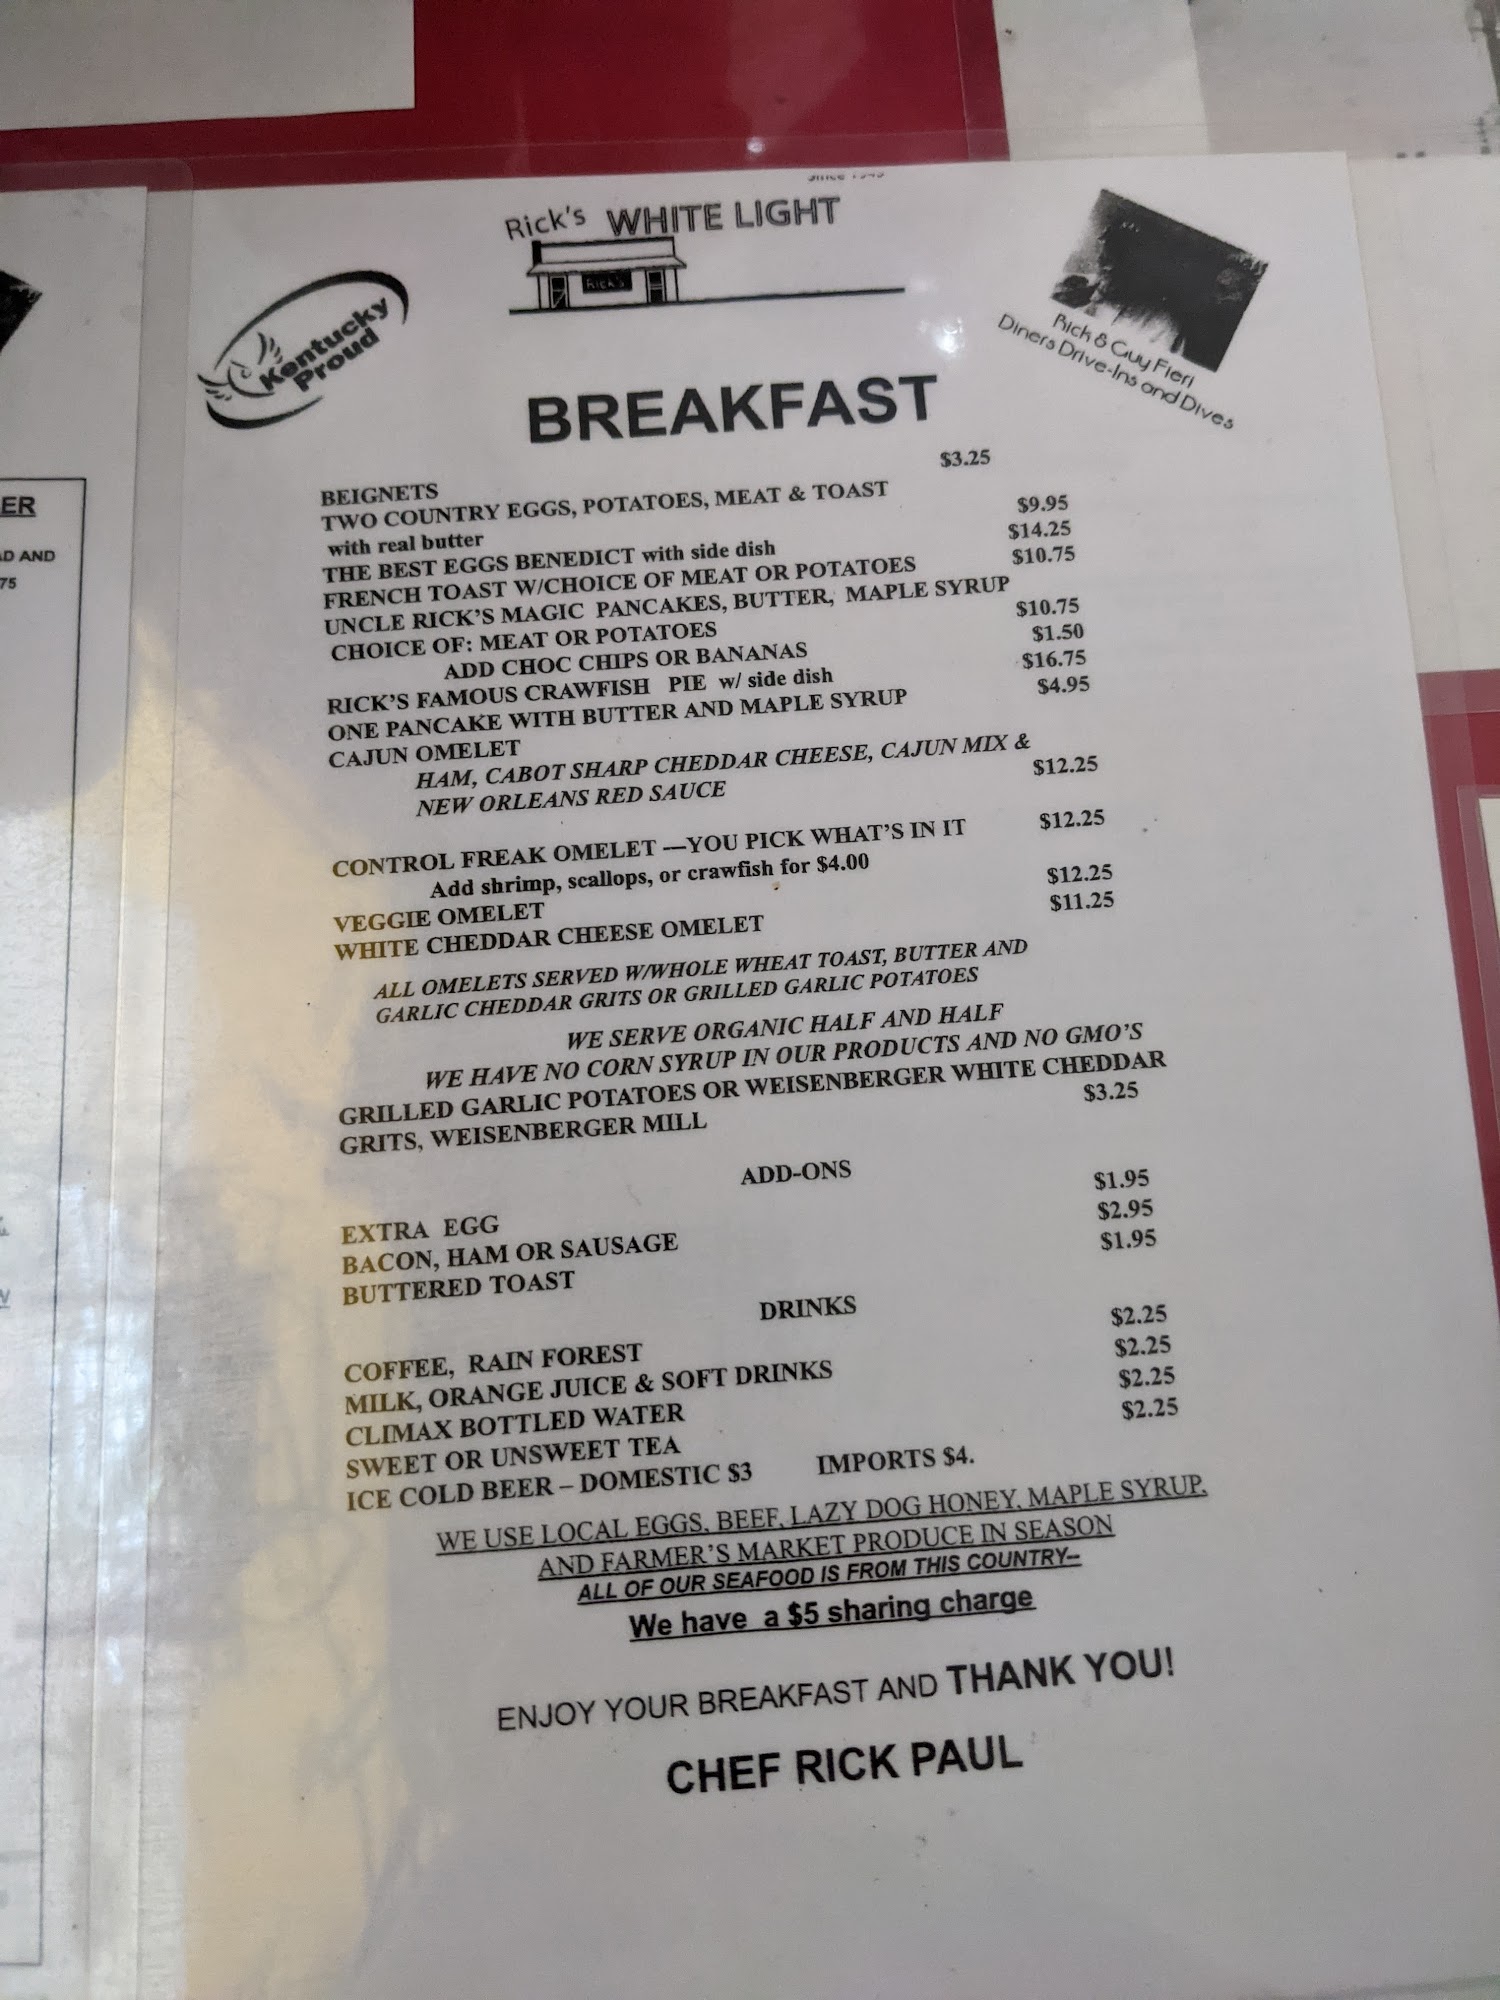 Since 1943
Rick's WHITE LIGHT
Rick's
Kentucky
Proud
Rick & Guy Fieri
Diners Drive-Ins and Dives
BREAKFAST
BEIGNETS $3.25
TWO COUNTRY EGGS, POTATOES, MEAT & TOAST
with real butter $9.95
THE BEST EGGS BENEDICT with side dish $14.25
FRENCH TOAST W/CHOICE OF MEAT OR POTATOES $10.75
UNCLE RICK'S MAGIC PANCAKES, BUTTER, MAPLE SYRUP
CHOICE OF: MEAT OR POTATOES $10.75
ADD CHOC CHIPS OR BANANAS $1.50
RICK'S FAMOUS CRAWFISH PIE w/ side dish $16.75
ONE PANCAKE WITH BUTTER AND MAPLE SYRUP $4.95
CAJUN OMELET
HAM, CABOT SHARP CHEDDAR CHEESE, CAJUN MIX &
NEW ORLEANS RED SAUCE $12.25
CONTROL FREAK OMELET —YOU PICK WHAT'S IN IT $12.25
Add shrimp, scallops, or crawfish for $4.00
VEGGIE OMELET $12.25
WHITE CHEDDAR CHEESE OMELET $11.25
ALL OMELETS SERVED W/WHOLE WHEAT TOAST, BUTTER AND
GARLIC CHEDDAR GRITS OR GRILLED GARLIC POTATOES
WE SERVE ORGANIC HALF AND HALF
WE HAVE NO CORN SYRUP IN OUR PRODUCTS AND NO GMO'S
GRILLED GARLIC POTATOES OR WEISENBERGER WHITE CHEDDAR
GRITS, WEISENBERGER MILL $3.25
ADD-ONS
EXTRA EGG $1.95
BACON, HAM OR SAUSAGE $2.95
BUTTERED TOAST $1.95
DRINKS
COFFEE, RAIN FOREST $2.25
MILK, ORANGE JUICE & SOFT DRINKS $2.25
CLIMAX BOTTLED WATER $2.25
SWEET OR UNSWEET TEA $2.25
ICE COLD BEER – DOMESTIC $3 IMPORTS $4.
WE USE LOCAL EGGS, BEEF, LAZY DOG HONEY, MAPLE SYRUP,
AND FARMER'S MARKET PRODUCE IN SEASON
ALL OF OUR SEAFOOD IS FROM THIS COUNTRY--
We have a $5 sharing charge
ENJOY YOUR BREAKFAST AND THANK YOU!
CHEF RICK PAUL
ER
AND
75